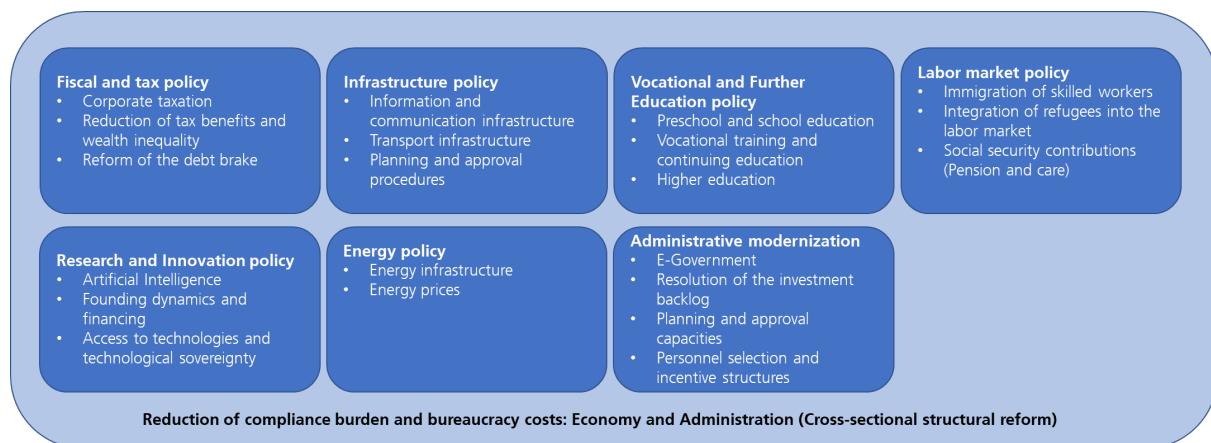 Fiscal and tax policy
• Corporate taxation
• Reduction of tax benefits and
wealth inequality
• Reform of the debt brake
Infrastructure policy
• Information and
communication infrastructure
• Transport infrastructure
• Planning and approval
procedures
Vocational and Further
Education policy
• Preschool and school education
• Vocational training and
continuing education
• Higher education
Labor market policy
• Immigration of skilled workers
• Integration of refugees into the
labor market
• Social security contributions
(Pension and care)
Research and Innovation policy
• Artificial Intelligence
• Founding dynamics and
financing
• Access to technologies and
technological sovereignty
Energy policy
• Energy infrastructure
• Energy prices
Administrative modernization
• E-Government
• Resolution of the investment
backlog
• Planning and approval
capacities
• Personnel selection and
incentive structures
Reduction of compliance burden and bureaucracy costs: Economy and Administration (Cross-sectional structural reform)